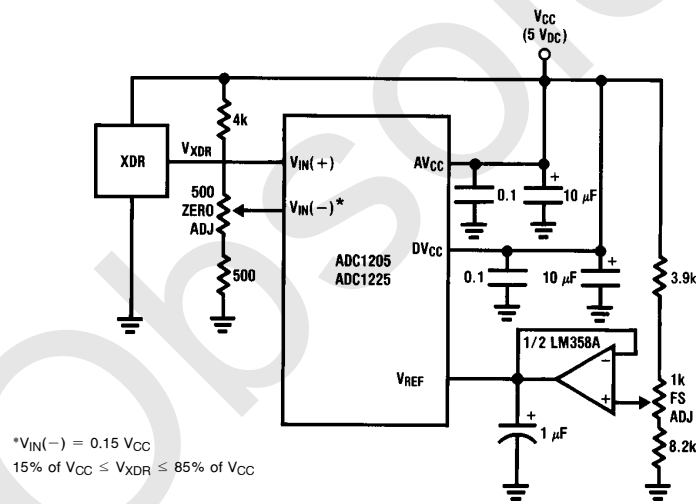 VCC
(5 VDC)
4k
XDR
VXDR
VIN(+)
AVCC
0.1
10 µF
500
ZERO
ADJ
VIN(−)*
DVCC
ADC1205
ADC1225
0.1
10 µF
500
3.9k
1/2 LM358A
VREF
1k
FS
ADJ
1 µF
8.2k
*VIN(−) = 0.15 VCC
15% of VCC ≤ VXDR ≤ 85% of VCC
Obsolete